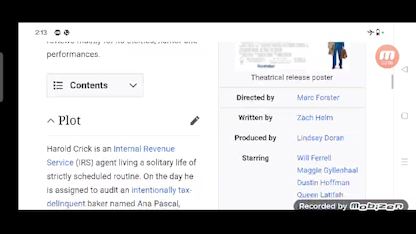 2:13
reviews mainly for its stories, humor and
performances.
Contents
Plot
Harold Crick is an Internal Revenue
Service (IRS) agent living a solitary life of
strictly scheduled routine. On the day he
is assigned to audit an intentionally tax-
delinquent baker named Ana Pascal,
Theatrical release poster
Directed by Marc Forster
Written by Zach Helm
Produced by Lindsay Doran
Starring Will Ferrell
Maggie Gyllenhaal
Dustin Hoffman
Queen Latifah
Recorded by Mobizen